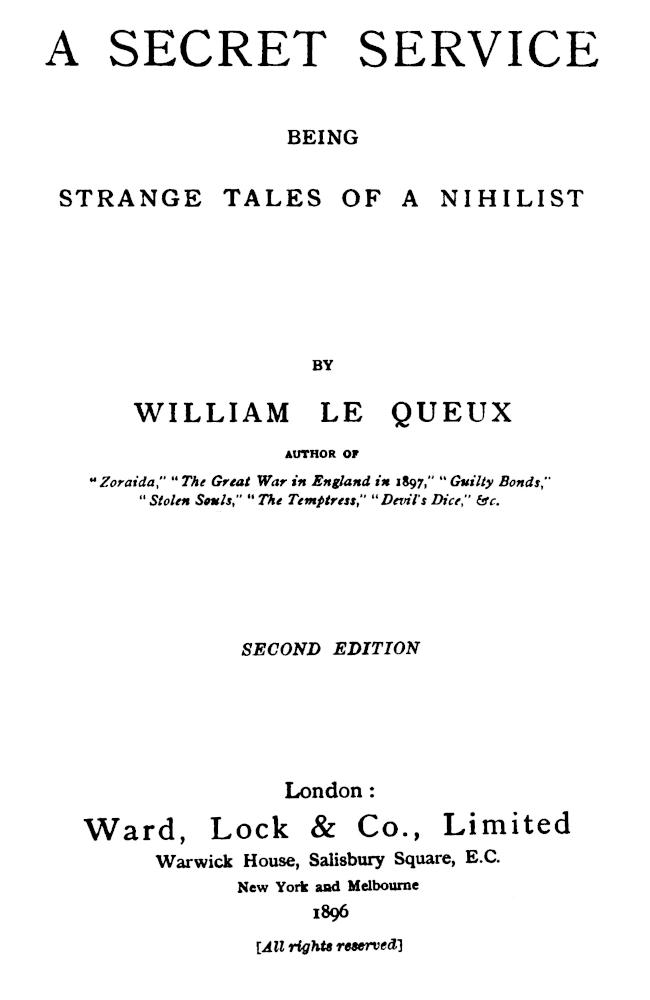 A SECRET SERVICE
BEING
STRANGE TALES OF A NIHILIST
BY
WILLIAM LE QUEUX
AUTHOR OF
"Zoraida," "The Great War in England in 1897," "Guilty Bonds,"
"Stolen Souls," "The Temptress," "Devil's Dice," &c.
SECOND EDITION
London:
Ward, Lock & Co., Limited
Warwick House, Salisbury Square, E.C.
New York and Melbourne
1896
[All rights reserved]